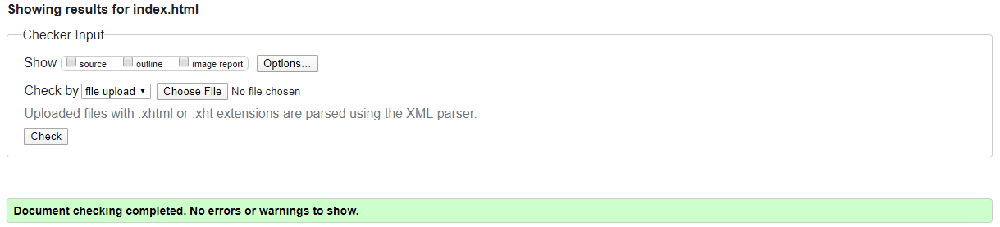 Showing results for index.html
Checker Input
Show source outline image report Options...
Check by file upload Choose File No file chosen
Uploaded files with .xhtml or .xht extensions are parsed using the XML parser.
Check
Document checking completed. No errors or warnings to show.